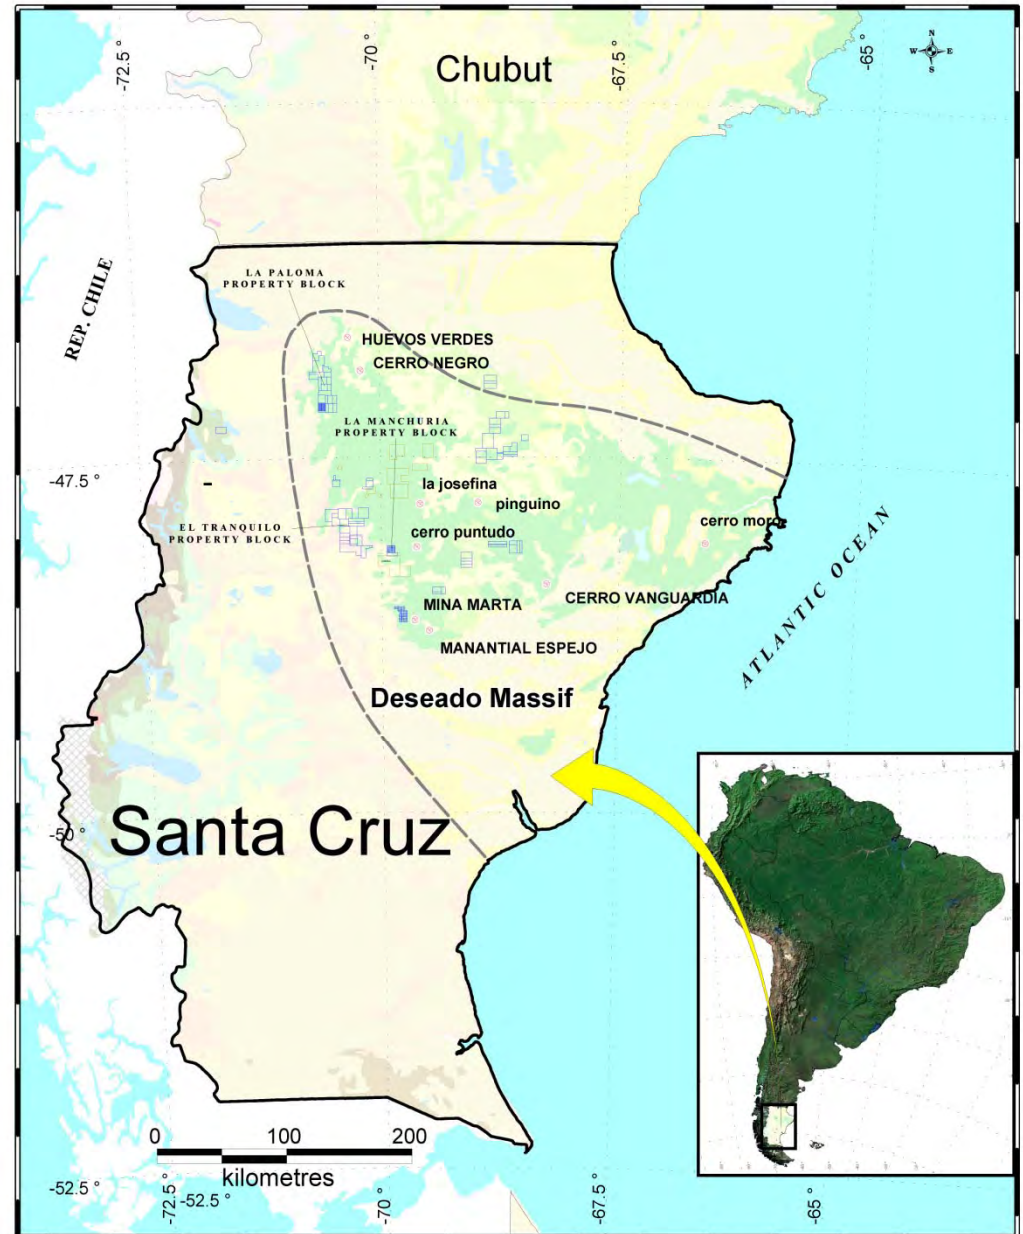 -72.5 °
-70 °
-67.5 °
-65 °
N
W E
S
Chubut
REP. CHILE
LA PALOMA
PROPERTY BLOCK
HUEVOS VERDES
CERRO NEGRO
LA MANCHURIA
PROPERTY BLOCK
-47.5 °
la josefina
pinguino
cerro moro
EL TRANQUILO
PROPERTY BLOCK
cerro puntudo
CERRO VANGUARDIA
MINA MARTA
MANANTIAL ESPEJO
ATLANTIC OCEAN
Deseado Massif
-50 °
Santa Cruz
0 100 200
kilometres
-52.5 °
-72.5 °
-52.5 °
-70 °
-67.5 °
-65 °